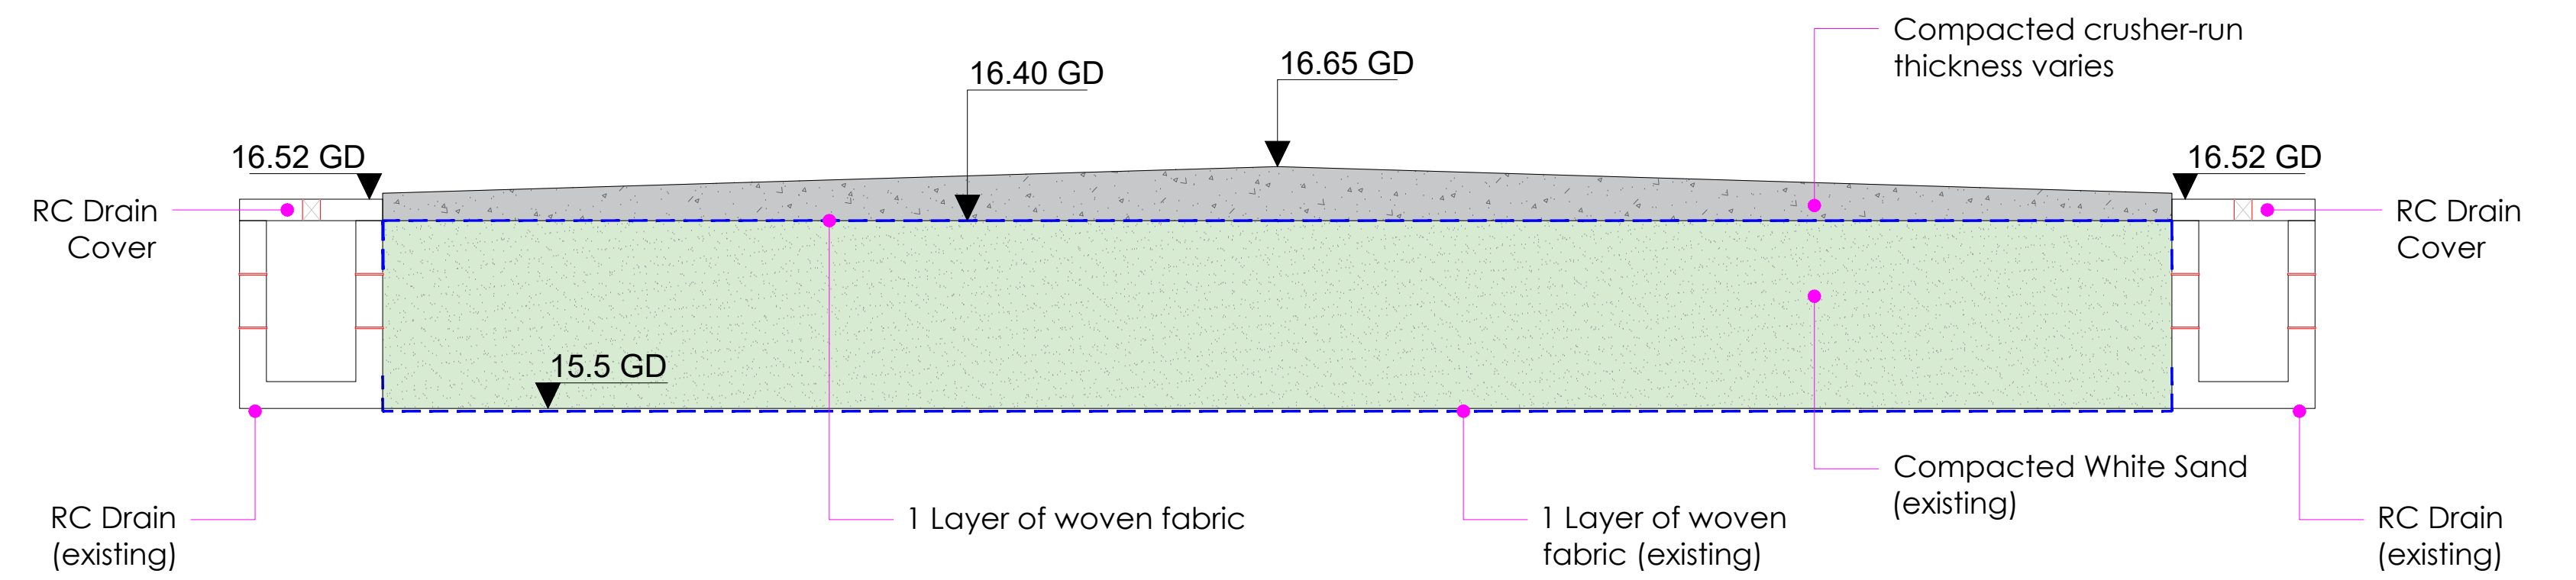 Compacted crusher-run
thickness varies
16.65 GD
16.40 GD
16.52 GD
16.52 GD
RC Drain
Cover
RC Drain
Cover
15.5 GD
Compacted White Sand
(existing)
RC Drain
(existing)
1 Layer of woven fabric
1 Layer of woven
fabric (existing)
RC Drain
(existing)